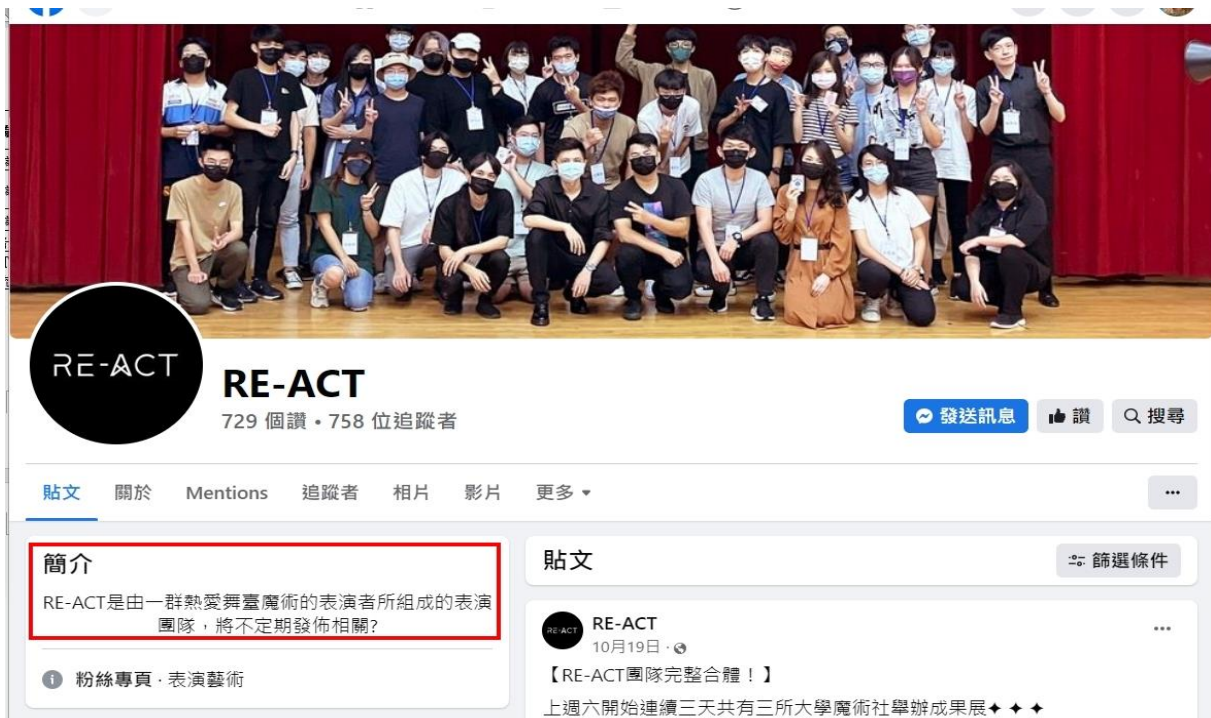 RE-ACT
RE-ACT
729 個讚 • 758 位追蹤者
發送訊息
讚
搜尋
貼文
關於
Mentions
追蹤者
相片
影片
更多
簡介
RE-ACT是由一群熱愛舞臺魔術的表演者所組成的表演
團隊,將不定期發佈相關?
粉絲專頁 · 表演藝術
貼文
篩選條件
RE-ACT
RE-ACT
10月19日 ·
【RE-ACT團隊完整合體!】
上週六開始連續三天共有三所大學魔術社舉辦成果展✦ ✦ ✦